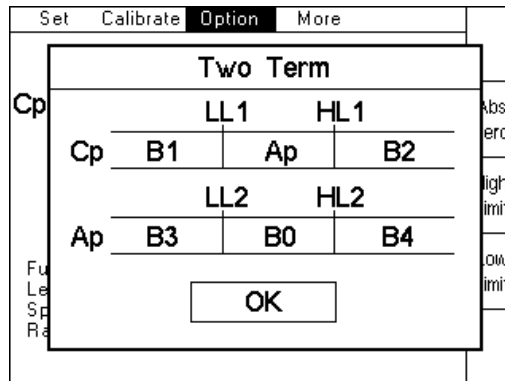 Set Calibrate Option More
Two Term
Cp
LL1 HL1
Cp B1 Ap B2
LL2 HL2
Ap B3 B0 B4
OK